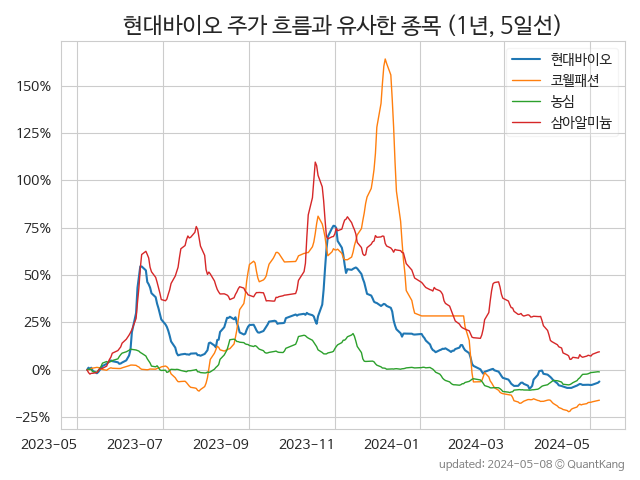 현대바이오 주가 흐름과 유사한 종목 (1년, 5일선)
현대바이오
코웰패션
농심
삼아알미늄
150%
125%
100%
75%
50%
25%
0%
−25%
2023-05
2023-07
2023-09
2023-11
2024-01
2024-03
2024-05
updated: 2024-05-08 © QuantKang